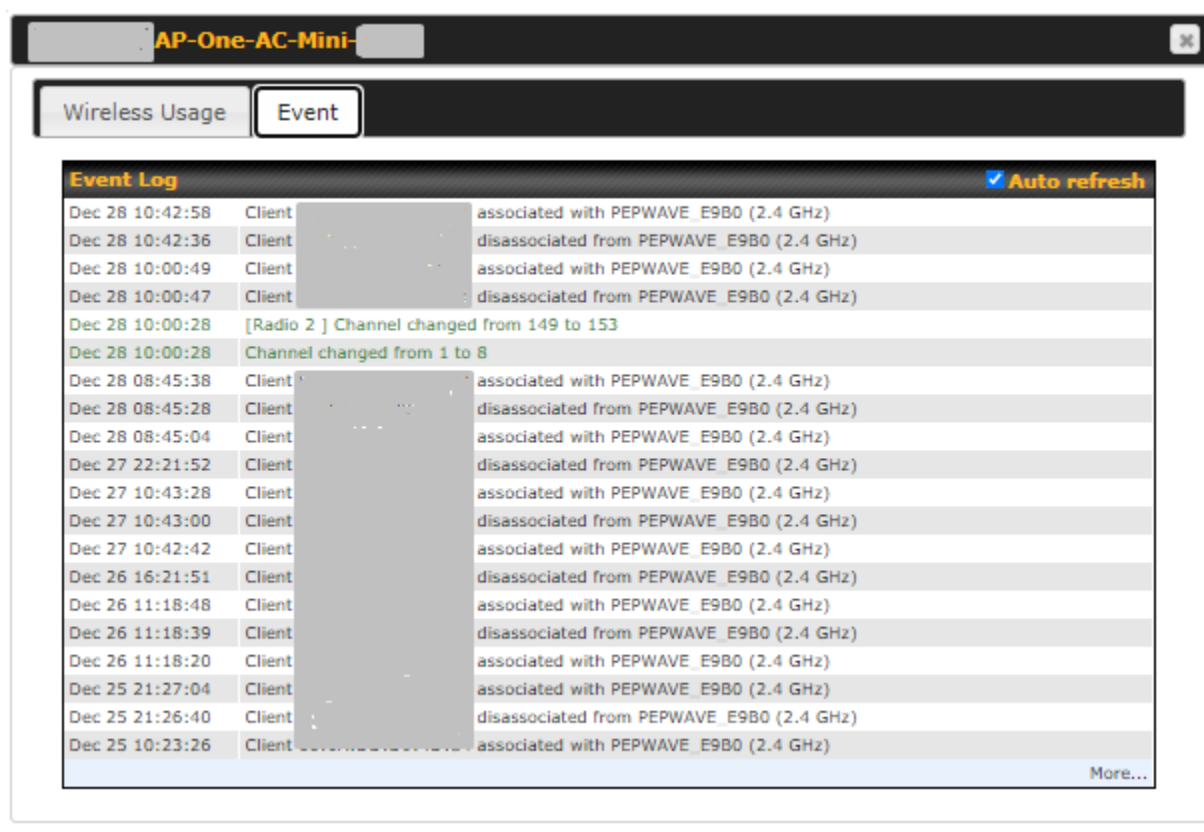 AP-One-AC-Mini-
Wireless Usage Event
Event Log Auto refresh
Dec 28 10:42:58 Client associated with PEPWAVE_E9B0 (2.4 GHz)
Dec 28 10:42:36 Client disassociated from PEPWAVE_E9B0 (2.4 GHz)
Dec 28 10:00:49 Client associated with PEPWAVE_E9B0 (2.4 GHz)
Dec 28 10:00:47 Client disassociated from PEPWAVE_E9B0 (2.4 GHz)
Dec 28 10:00:28 [Radio 2 ] Channel changed from 149 to 153
Dec 28 10:00:28 Channel changed from 1 to 8
Dec 28 08:45:38 Client associated with PEPWAVE_E9B0 (2.4 GHz)
Dec 28 08:45:28 Client disassociated from PEPWAVE_E9B0 (2.4 GHz)
Dec 28 08:45:04 Client associated with PEPWAVE_E9B0 (2.4 GHz)
Dec 27 22:21:52 Client disassociated from PEPWAVE_E9B0 (2.4 GHz)
Dec 27 10:43:28 Client associated with PEPWAVE_E9B0 (2.4 GHz)
Dec 27 10:43:00 Client disassociated from PEPWAVE_E9B0 (2.4 GHz)
Dec 27 10:42:42 Client associated with PEPWAVE_E9B0 (2.4 GHz)
Dec 26 16:21:51 Client disassociated from PEPWAVE_E9B0 (2.4 GHz)
Dec 26 11:18:48 Client associated with PEPWAVE_E9B0 (2.4 GHz)
Dec 26 11:18:39 Client disassociated from PEPWAVE_E9B0 (2.4 GHz)
Dec 26 11:18:20 Client associated with PEPWAVE_E9B0 (2.4 GHz)
Dec 25 21:27:04 Client associated with PEPWAVE_E9B0 (2.4 GHz)
Dec 25 21:26:40 Client disassociated from PEPWAVE_E9B0 (2.4 GHz)
Dec 25 10:23:26 Client associated with PEPWAVE_E9B0 (2.4 GHz)
More...